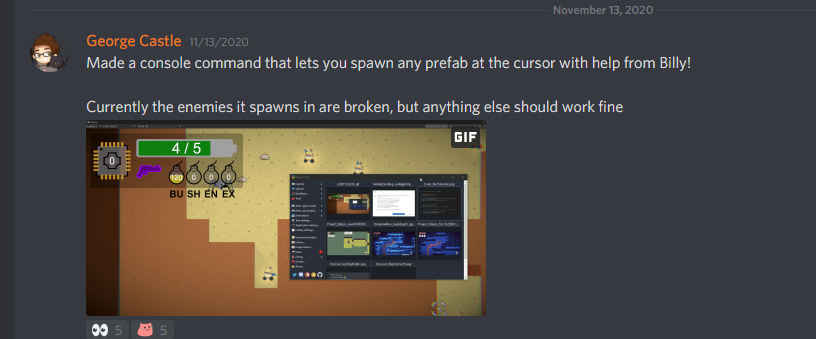 November 13, 2020
George Castle 11/13/2020
Made a console command that lets you spawn any prefab at the cursor with help from Billy!
Currently the enemies it spawns in are broken, but anything else should work fine
GIF
4 / 5
0
120 0 0 0
BU SH EN EX
5 5